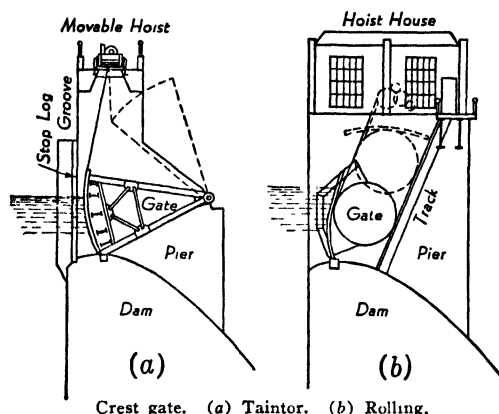 Movable Hoist
Stop Log
Groove
Gate
Pier
Dam
(a)
Hoist House
Gate
Track
Pier
Dam
(b)
Crest gate. (a) Taintor. (b) Rolling.